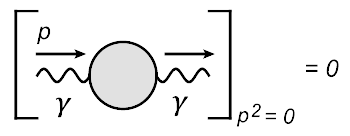 p
γ γ
= 0
p² = 0